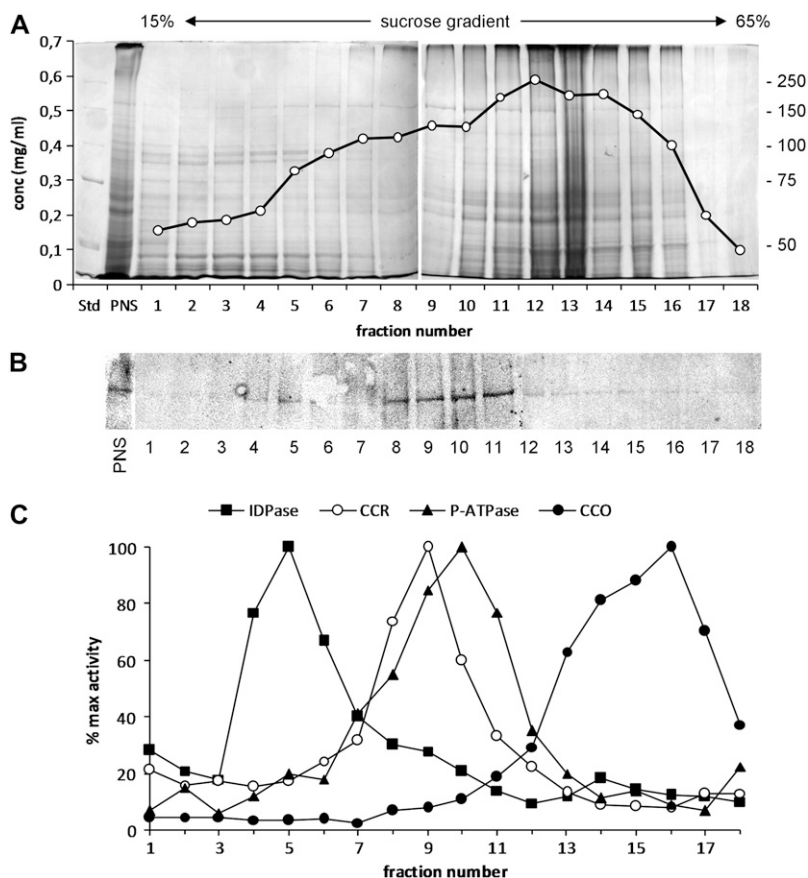 15% sucrose gradient 65%
A
0,7
0,6
0,5
0,4
0,3
0,2
0,1
0
conc (mg/ml)
- 250
- 150
- 100
- 75
- 50
Std PNS 1 2 3 4 5 6 7 8 9 10 11 12 13 14 15 16 17 18
fraction number
B
PNS 1 2 3 4 5 6 7 8 9 10 11 12 13 14 15 16 17 18
C
IDPase CCR P-ATPase CCO
100
80
60
40
20
0
% max activity
1 3 5 7 9 11 13 15 17
fraction number